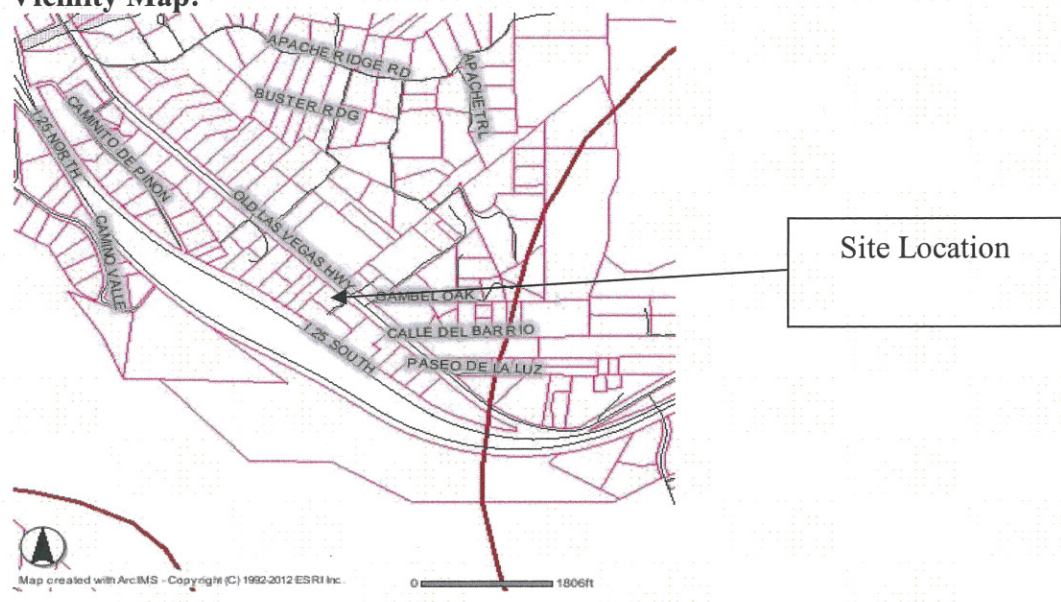 Vicinity Map:
APACHE RIDGE RD
APACHE TRL
BUSTER RDG
CAMINITO DE PINON
I 25 NORTH
CAMINO VALLE
OLD LAS VEGAS HWY
Site Location
GAMBEL OAK
CALLE DEL BARRIO
I 25 SOUTH
PASEO DE LA LUZ
Map created with ArcIMS - Copyright (C) 1992-2012 ESRI Inc.
0 1806ft